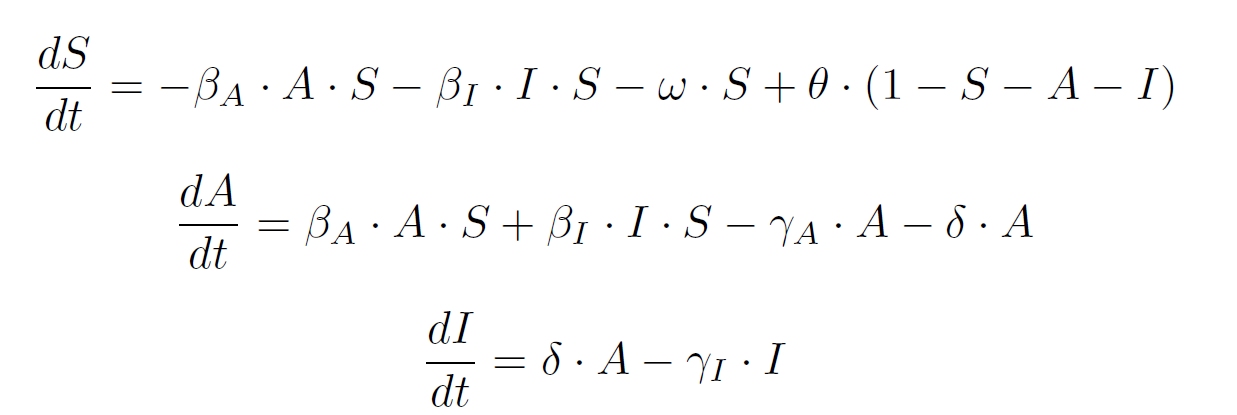 dS/dt = −β_A · A · S − β_I · I · S − ω · S + θ · (1 − S − A − I)
dA/dt = β_A · A · S + β_I · I · S − γ_A · A − δ · A
dI/dt = δ · A − γ_I · I